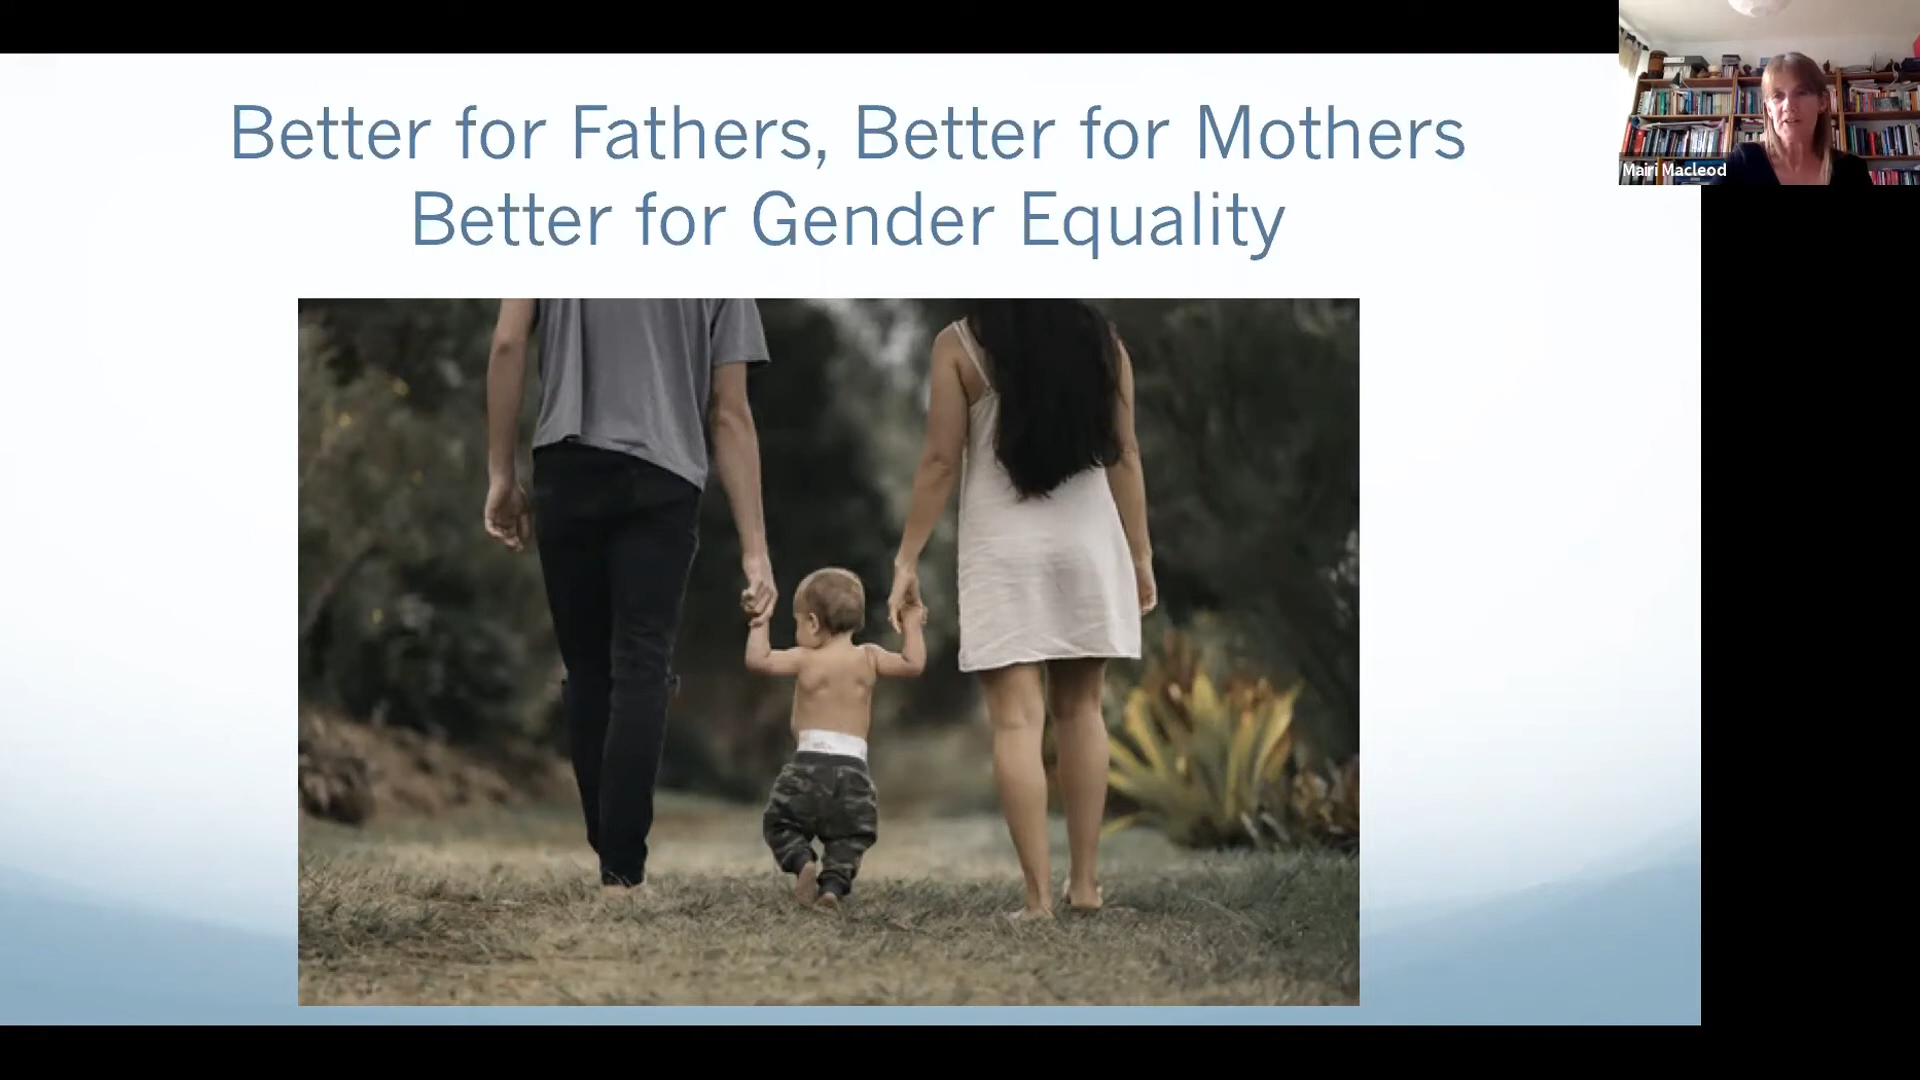 Better for Fathers, Better for Mothers
Better for Gender Equality
Mairi Macleod